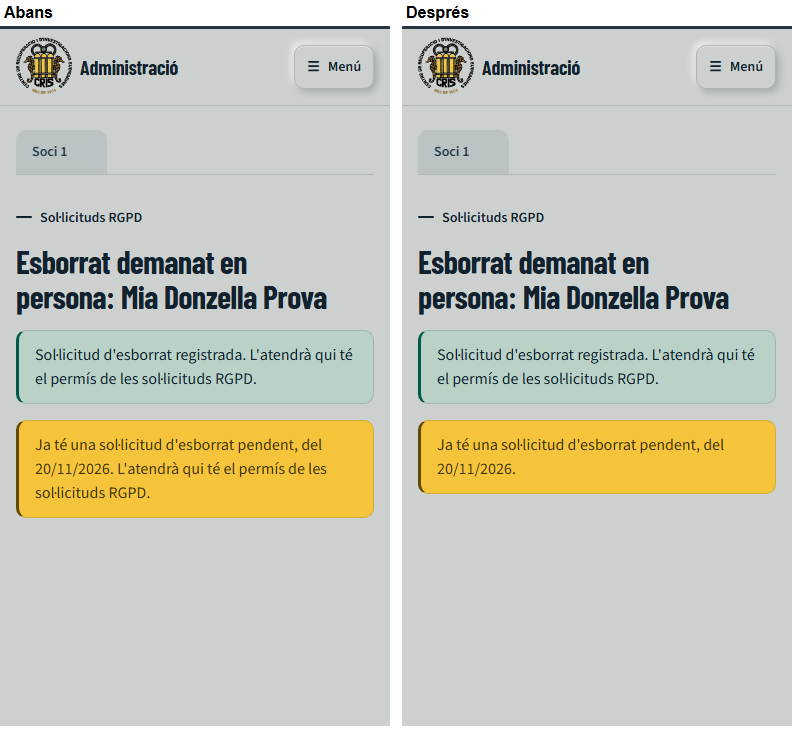 Abans
Després
CRIS
Administració
☰ Menú
Soci 1
— Sol·licituds RGPD
Esborrat demanat en
persona: Mia Donzella Prova
Sol·licitud d'esborrat registrada. L'atendrà qui té
el permís de les sol·licituds RGPD.
Ja té una sol·licitud d'esborrat pendent, del
20/11/2026. L'atendrà qui té el permís de les
sol·licituds RGPD.
CRIS
Administració
☰ Menú
Soci 1
— Sol·licituds RGPD
Esborrat demanat en
persona: Mia Donzella Prova
Sol·licitud d'esborrat registrada. L'atendrà qui té
el permís de les sol·licituds RGPD.
Ja té una sol·licitud d'esborrat pendent, del
20/11/2026.